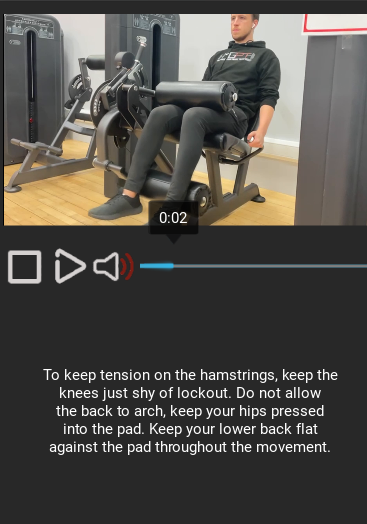 0:02
To keep tension on the hamstrings, keep the
knees just shy of lockout. Do not allow
the back to arch, keep your hips pressed
into the pad. Keep your lower back flat
against the pad throughout the movement.